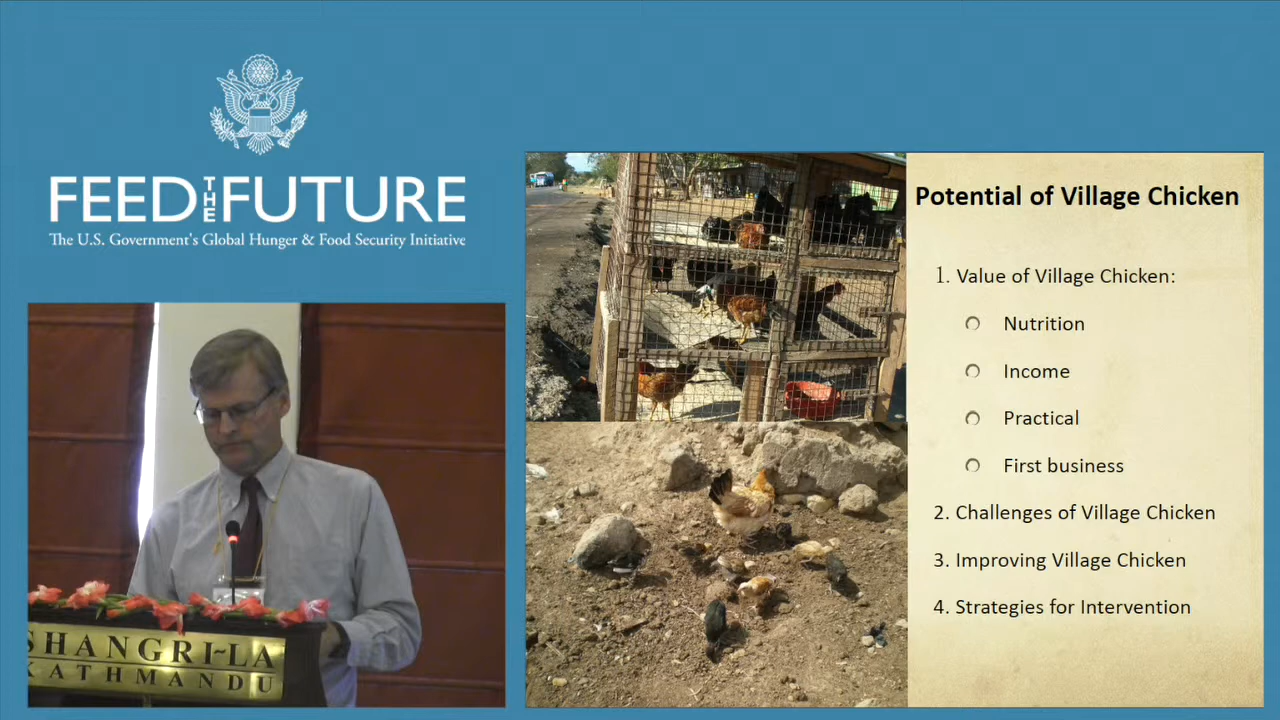 FEED THE FUTURE
The U.S. Government's Global Hunger & Food Security Initiative
SHANGRI~LA
KATHMANDU
Potential of Village Chicken
1. Value of Village Chicken:
Nutrition
Income
Practical
First business
2. Challenges of Village Chicken
3. Improving Village Chicken
4. Strategies for Intervention